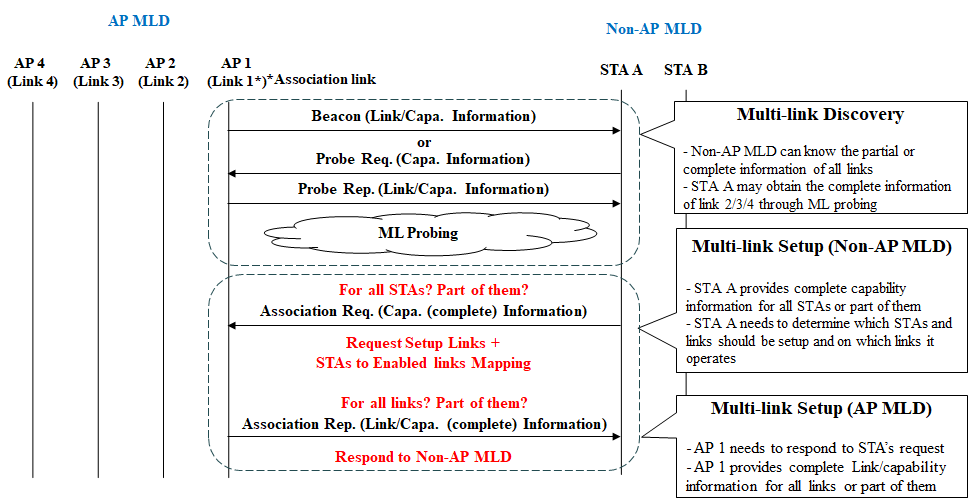 AP MLD
Non-AP MLD
AP 4
(Link 4)
AP 3
(Link 3)
AP 2
(Link 2)
AP 1
(Link 1*)
*Association link
STA A
STA B
Beacon (Link/Capa. Information)
or
Probe Req. (Capa. Information)
Probe Rep. (Link/Capa. Information)
ML Probing
Multi-link Discovery
- Non-AP MLD can know the partial or
complete information of all links
- STA A may obtain the complete information
of link 2/3/4 through ML probing
For all STAs? Part of them?
Association Req. (Capa. (complete) Information)
Request Setup Links +
STAs to Enabled links Mapping
Multi-link Setup (Non-AP MLD)
- STA A provides complete capability
information for all STAs or part of them
- STA A needs to determine which STAs and
links should be setup and on which links it
operates
For all links? Part of them?
Association Rep. (Link/Capa. (complete) Information)
Respond to Non-AP MLD
Multi-link Setup (AP MLD)
- AP 1 needs to respond to STA's request
- AP 1 provides complete Link/capability
information for all links or part of them